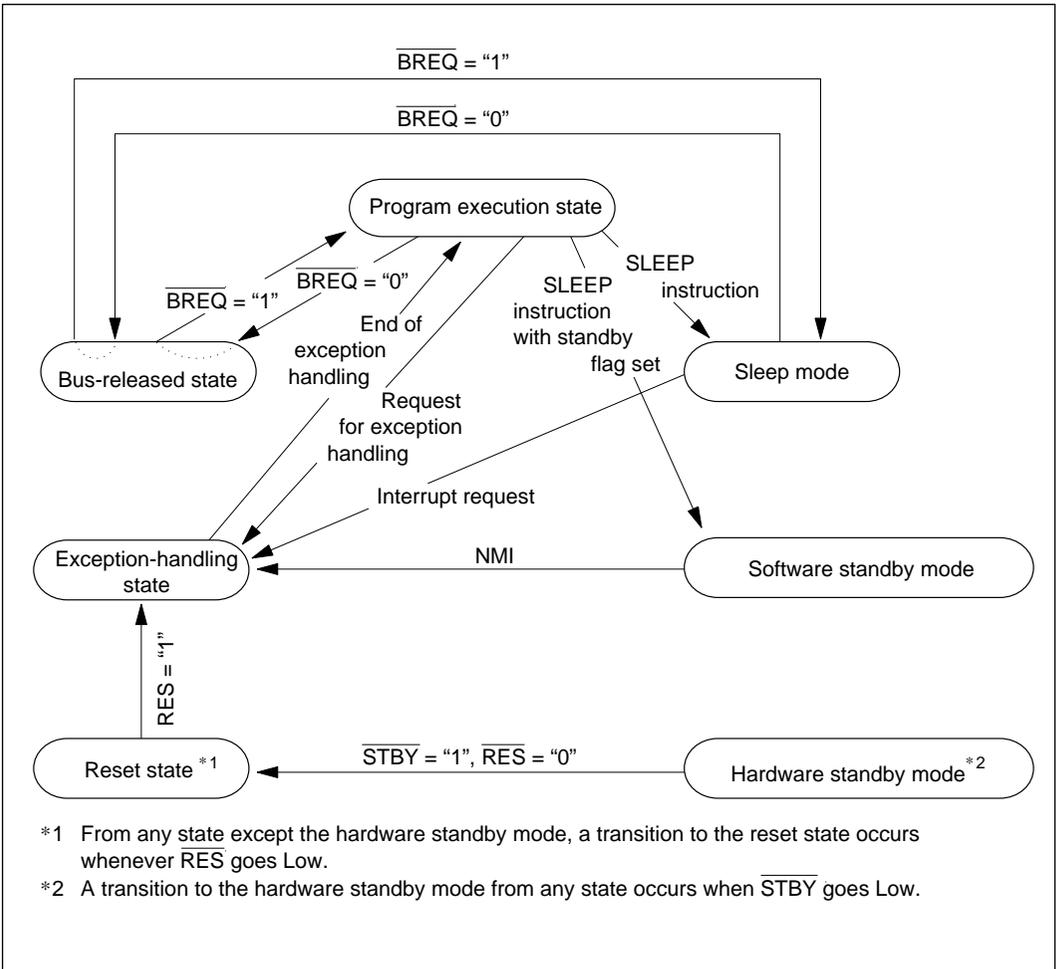 BREQ = “1”
BREQ = “0”
Program execution state
BREQ = “1”
BREQ = “0”
SLEEP
instruction
SLEEP
instruction
with standby
flag set
End of
exception
handling
Bus-released state
Sleep mode
Request
for exception
handling
Interrupt request
Exception-handling
state
NMI
Software standby mode
RES = “1”
Reset state *1
STBY = “1”, RES = “0”
Hardware standby mode*2
*1 From any state except the hardware standby mode, a transition to the reset state occurs
whenever RES goes Low.
*2 A transition to the hardware standby mode from any state occurs when STBY goes Low.